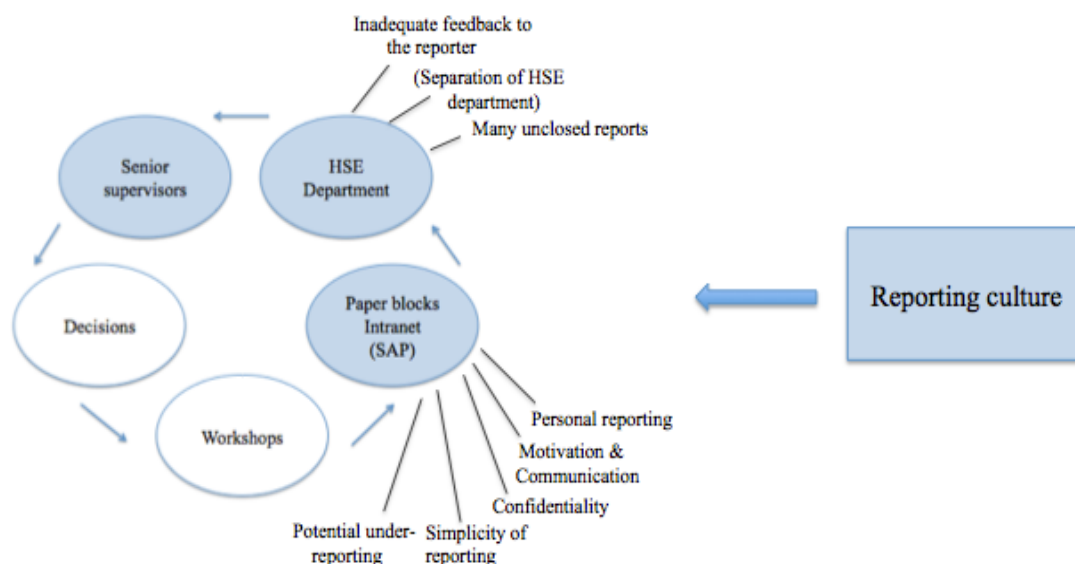 Inadequate feedback to
the reporter
(Separation of HSE
department)
Many unclosed reports
Senior
supervisors
HSE
Department
Decisions
Paper blocks
Intranet
(SAP)
Reporting culture
Workshops
Personal reporting
Motivation &
Communication
Confidentiality
Potential under-
reporting
Simplicity of
reporting